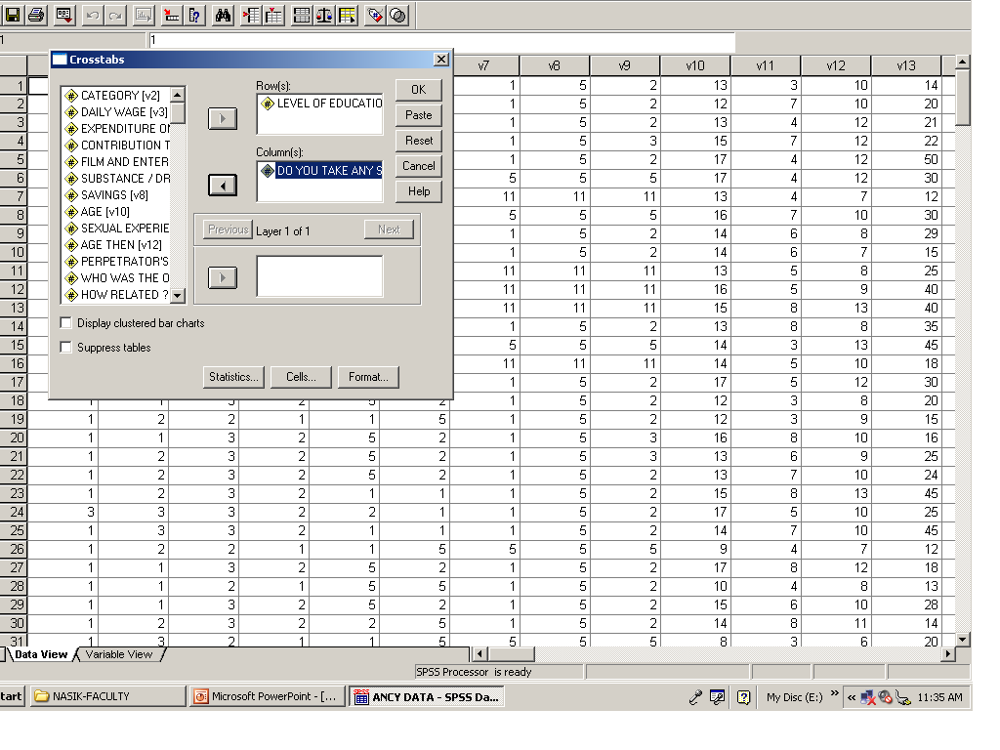 1 1
Crosstabs
CATEGORY [v2]
DAILY WAGE [v3]
EXPENDITURE ON
CONTRIBUTION T
FILM AND ENTER
SUBSTANCE / DR
SAVINGS [v8]
AGE [v10]
SEXUAL EXPERIE
AGE THEN [v12]
PERPETRATOR'S
WHO WAS THE O
HOW RELATED ?
Row(s):
LEVEL OF EDUCATIO
Column(s):
DO YOU TAKE ANY S
Previous Layer 1 of 1 Next
OK
Paste
Reset
Cancel
Help
Display clustered bar charts
Suppress tables
Statistics... Cells... Format...
v7 v8 v9 v10 v11 v12 v13
1 1 5 2 13 3 10 14
2 1 5 2 12 7 10 20
3 1 5 2 13 4 12 21
4 1 5 3 15 7 12 22
5 1 5 2 17 4 12 50
6 5 5 5 17 4 12 30
7 11 11 11 13 4 7 12
8 5 5 5 16 7 10 30
9 1 5 2 14 6 8 29
10 1 5 2 14 6 7 15
11 11 11 11 13 5 8 25
12 11 11 11 16 5 9 40
13 11 11 11 15 8 13 40
14 1 5 2 13 8 8 35
15 5 5 5 14 3 13 45
16 11 11 11 14 5 10 18
17 1 5 2 17 5 12 30
18 1 1 3 2 5 2 1 5 2 12 3 8 20
19 1 2 2 1 1 5 1 5 2 12 3 9 15
20 1 1 3 2 5 2 1 5 3 16 8 10 16
21 1 2 3 2 5 2 1 5 3 13 6 9 25
22 1 2 3 2 5 2 1 5 2 13 7 10 24
23 1 2 3 2 1 1 1 5 2 15 8 13 45
24 3 3 3 2 2 1 1 5 2 17 5 10 25
25 1 3 3 2 1 1 1 5 2 14 7 10 45
26 1 2 2 1 1 5 5 5 5 9 4 7 12
27 1 1 3 2 5 2 1 5 2 17 8 12 18
28 1 1 2 1 5 5 1 5 2 10 4 8 13
29 1 1 3 2 5 2 1 5 2 15 6 10 28
30 1 2 3 2 2 5 1 5 2 14 8 11 14
31 1 3 2 1 1 5 5 5 5 8 3 6 20
Data View Variable View
SPSS Processor is ready
tart NASIK-FACULTY Microsoft PowerPoint - [... ANCY DATA - SPSS Da... My Disc (E:) » « 11:35 AM